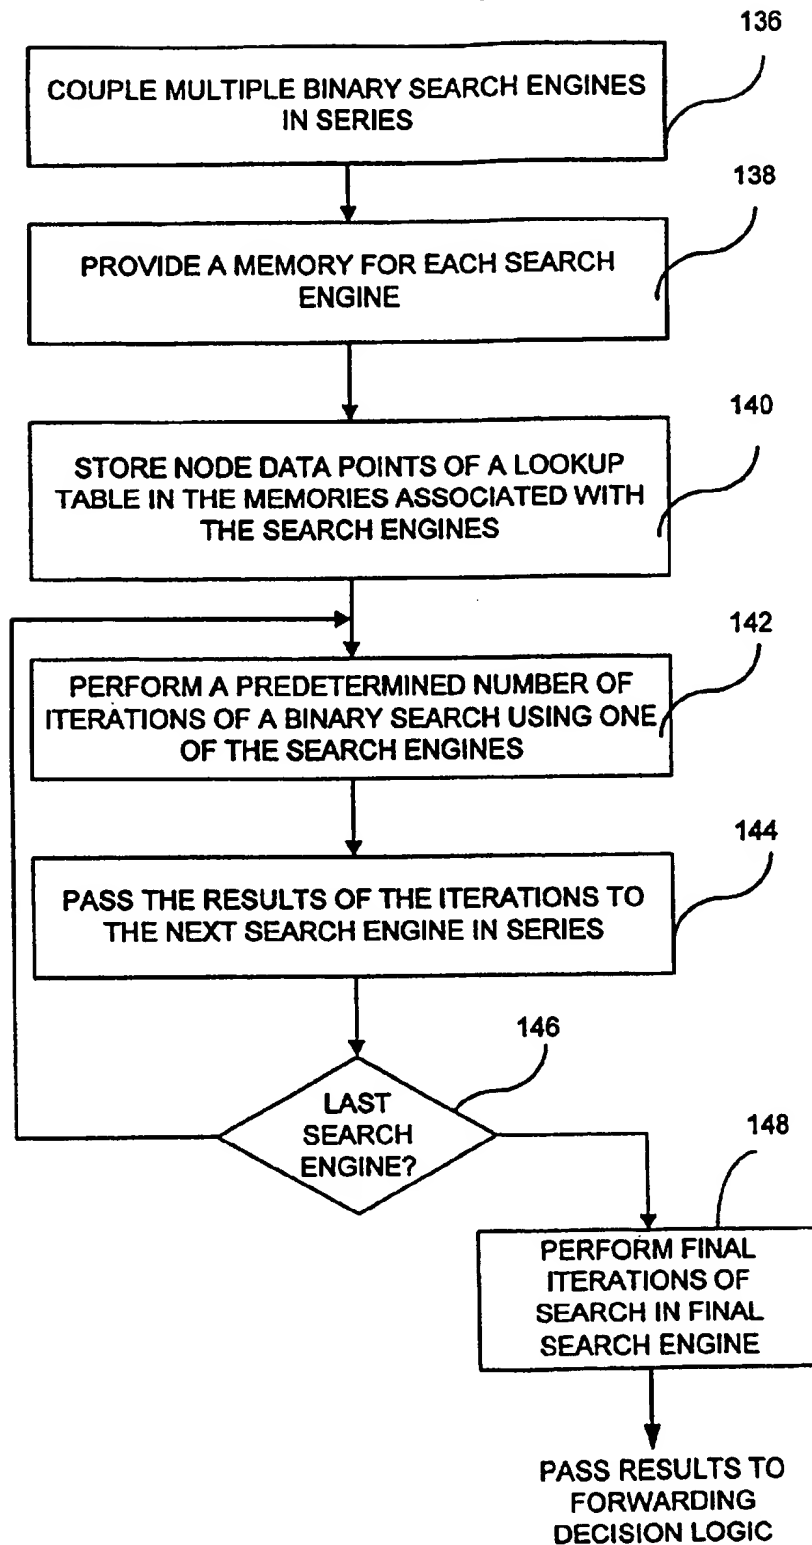 136
COUPLE MULTIPLE BINARY SEARCH ENGINES
IN SERIES
138
PROVIDE A MEMORY FOR EACH SEARCH
ENGINE
140
STORE NODE DATA POINTS OF A LOOKUP
TABLE IN THE MEMORIES ASSOCIATED WITH
THE SEARCH ENGINES
142
PERFORM A PREDETERMINED NUMBER OF
ITERATIONS OF A BINARY SEARCH USING ONE
OF THE SEARCH ENGINES
144
PASS THE RESULTS OF THE ITERATIONS TO
THE NEXT SEARCH ENGINE IN SERIES
146
LAST
SEARCH
ENGINE?
148
PERFORM FINAL
ITERATIONS OF
SEARCH IN FINAL
SEARCH ENGINE
PASS RESULTS TO
FORWARDING
DECISION LOGIC